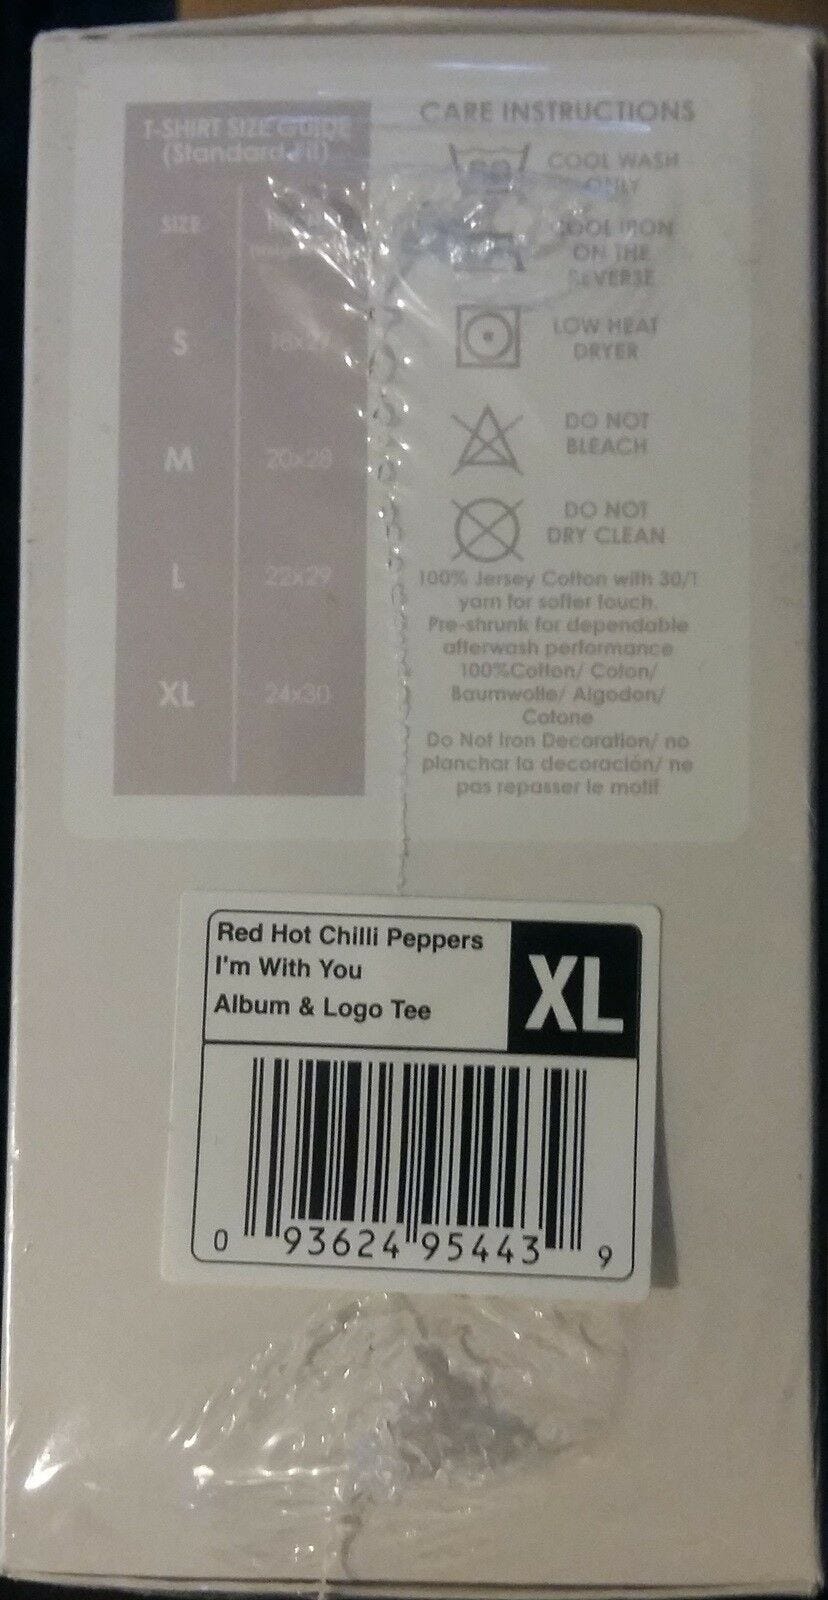 T-SHIRT SIZE GUIDE
(Standard Fit)
SIZE
S
M 20x28
L 22x29
XL 24x30
CARE INSTRUCTIONS
COOL WASH
ONLY
COOL IRON
ON THE
REVERSE
LOW HEAT
DRYER
DO NOT
BLEACH
DO NOT
DRY CLEAN
100% Jersey Cotton with 30/1
yarn for softer touch.
Pre-shrunk for dependable
afterwash performance
100%Cotton/ Coton/
Baumwolle/ Algodon/
Cotone
Do Not Iron Decoration/ no
planchar la decoración/ ne
pas repasser le motif
Red Hot Chilli Peppers
I'm With You
Album & Logo Tee
XL
0 93624 95443 9